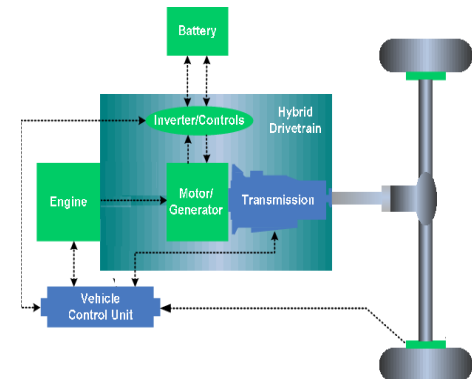 Battery
Inverter/Controls
Hybrid
Drivetrain
Engine
Motor/
Generator
Transmission
Vehicle
Control Unit